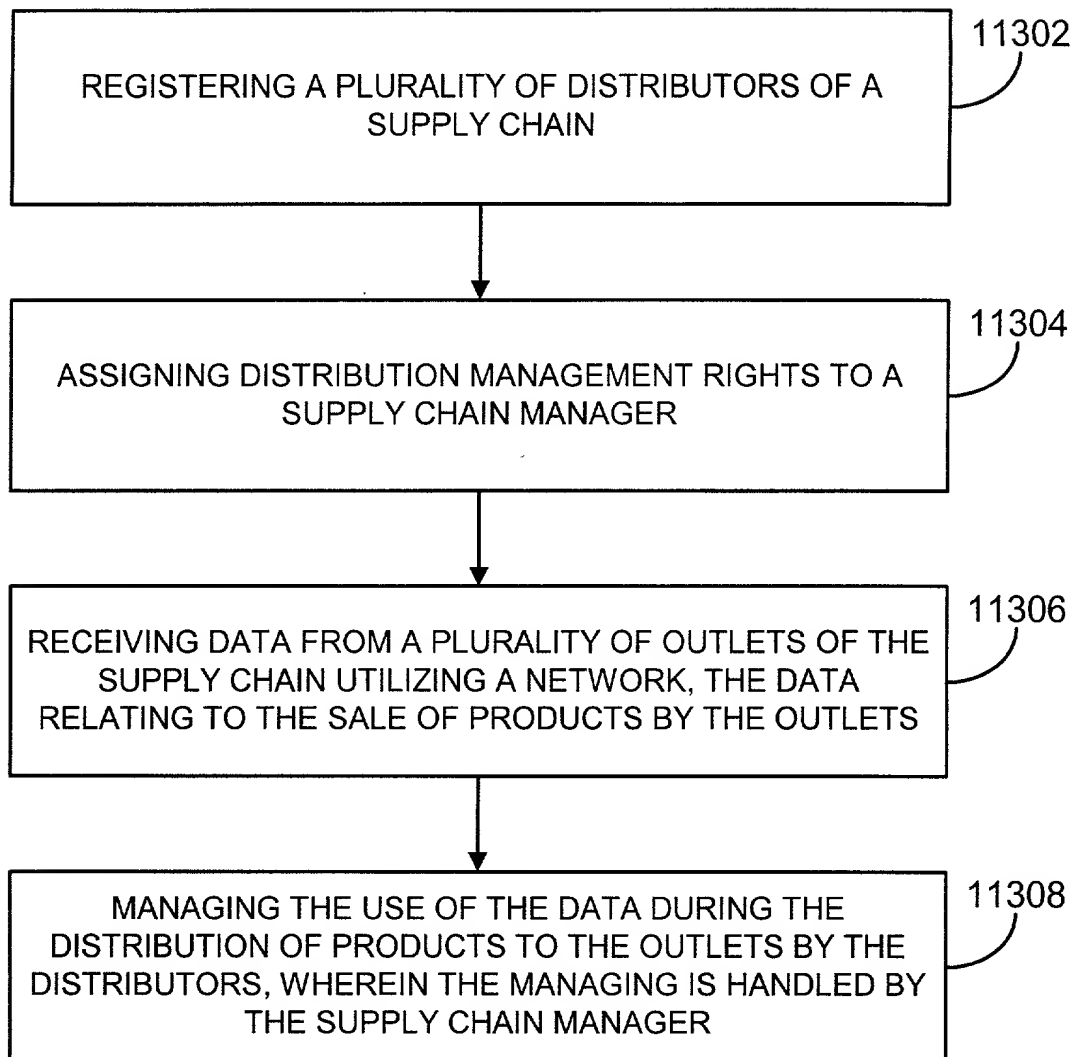 11302
REGISTERING A PLURALITY OF DISTRIBUTORS OF A
SUPPLY CHAIN
11304
ASSIGNING DISTRIBUTION MANAGEMENT RIGHTS TO A
SUPPLY CHAIN MANAGER
11306
RECEIVING DATA FROM A PLURALITY OF OUTLETS OF THE
SUPPLY CHAIN UTILIZING A NETWORK, THE DATA
RELATING TO THE SALE OF PRODUCTS BY THE OUTLETS
11308
MANAGING THE USE OF THE DATA DURING THE
DISTRIBUTION OF PRODUCTS TO THE OUTLETS BY THE
DISTRIBUTORS, WHEREIN THE MANAGING IS HANDLED BY
THE SUPPLY CHAIN MANAGER